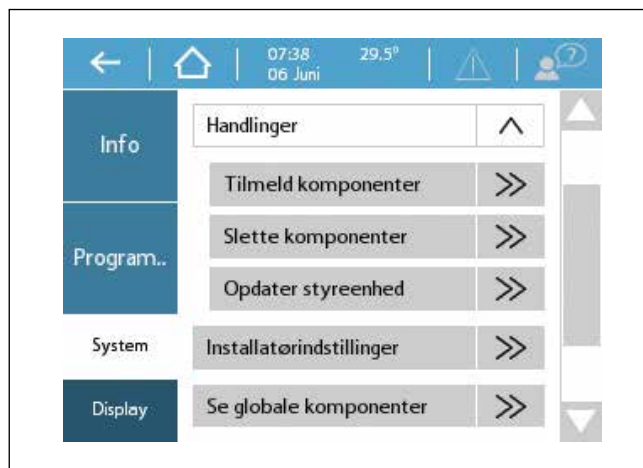 07:38 29,5°
06 Juni
?
Info
Program..
System
Display
Handlinger
Tilmeld komponenter
Slette komponenter
Opdater styreenhed
Installatørindstillinger
Se globale komponenter